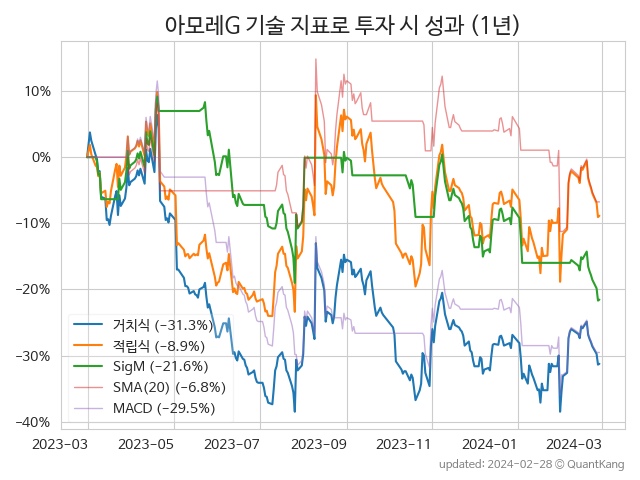 아모레G 기술 지표로 투자 시 성과 (1년)
10%
0%
−10%
−20%
−30%
−40%
거치식 (−31.3%)
적립식 (−8.9%)
SigM (−21.6%)
SMA(20) (−6.8%)
MACD (−29.5%)
2023−03 2023−05 2023−07 2023−09 2023−11 2024−01 2024−03
updated: 2024−02−28 @ QuantKang